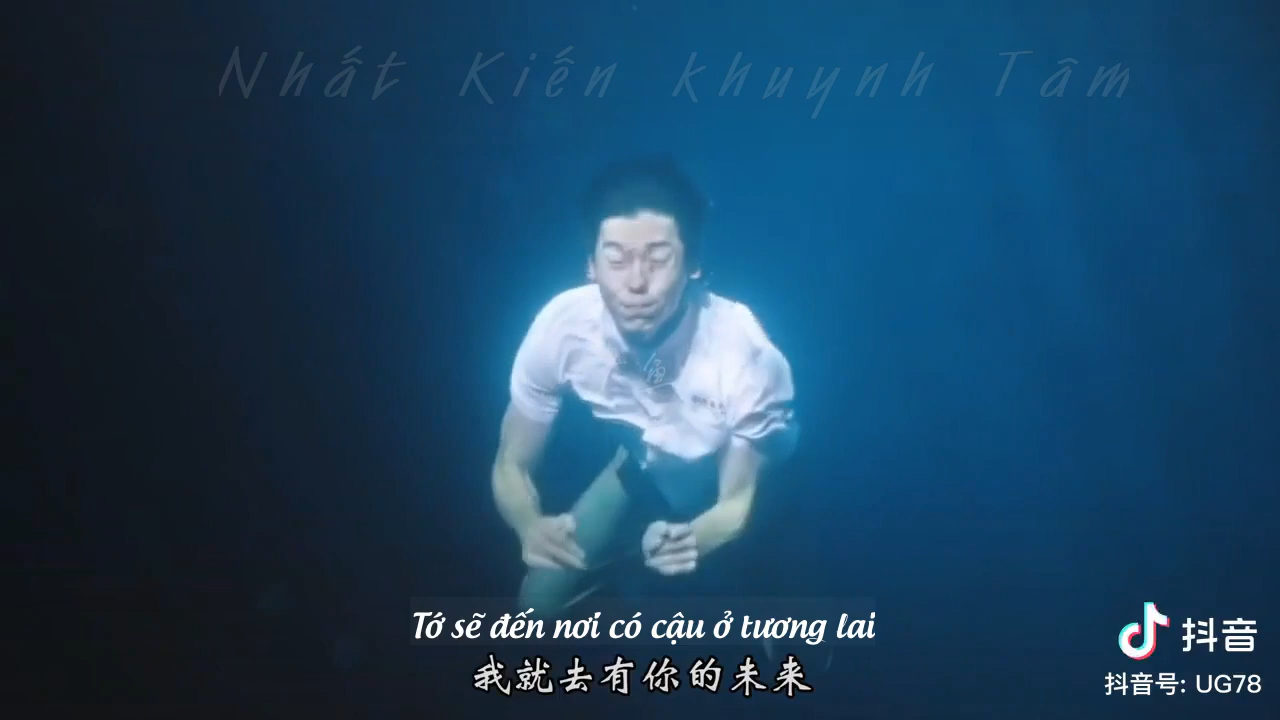 Nhất Kiến khuynh Tâm
Tớ sẽ đến nơi có cậu ở tương lai
我就去有你的未来
抖音
抖音号: UG78